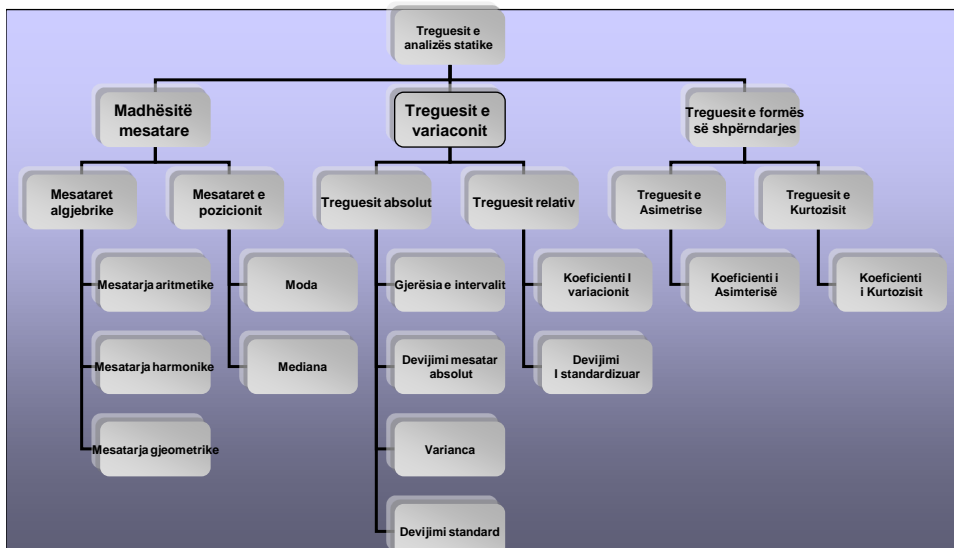 Treguesit e
analizës statike
Madhësitë
mesatare
Treguesit e
variaconit
Treguesit e formës
së shpërndarjes
Mesataret
algjebrike
Mesataret e
pozicionit
Treguesit absolut
Treguesit relativ
Treguesit e
Asimetrise
Treguesit e
Kurtozisit
Mesatarja aritmetike
Moda
Gjerësia e intervalit
Koeficienti I
variacionit
Koeficienti i
Asimterisë
Koeficienti
i Kurtozisit
Mesatarja harmonike
Mediana
Devijimi mesatar
absolut
Devijimi
I standardizuar
Mesatarja gjeometrike
Varianca
Devijimi standard